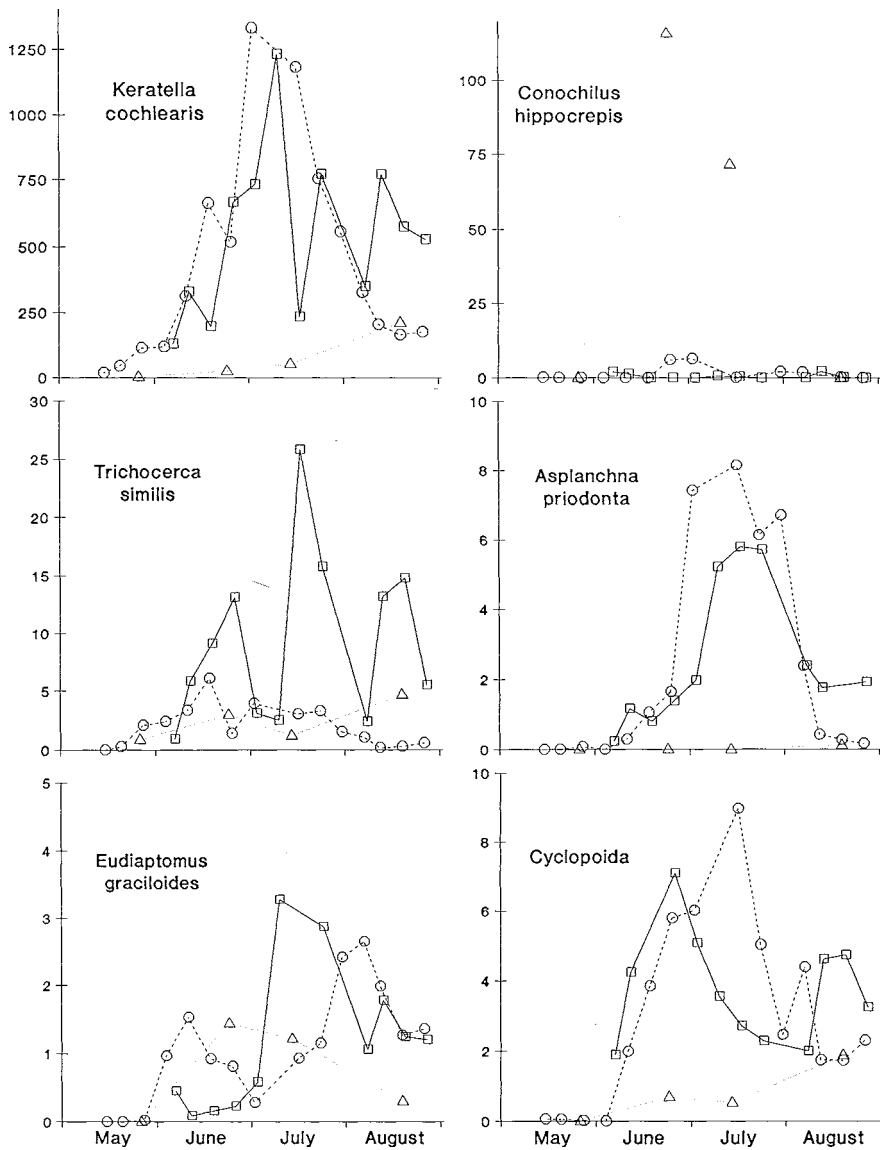 1250
1000
750
500
250
0
Keratella
cochlearis
100
75
50
25
0
Conochilus
hippocrepis
30
25
20
15
10
5
0
Trichocerca
similis
10
8
6
4
2
0
Asplanchna
priodonta
5
4
3
2
1
0
Eudiaptomus
graciloides
May June July August
10
8
6
4
2
0
Cyclopoida
May June July August